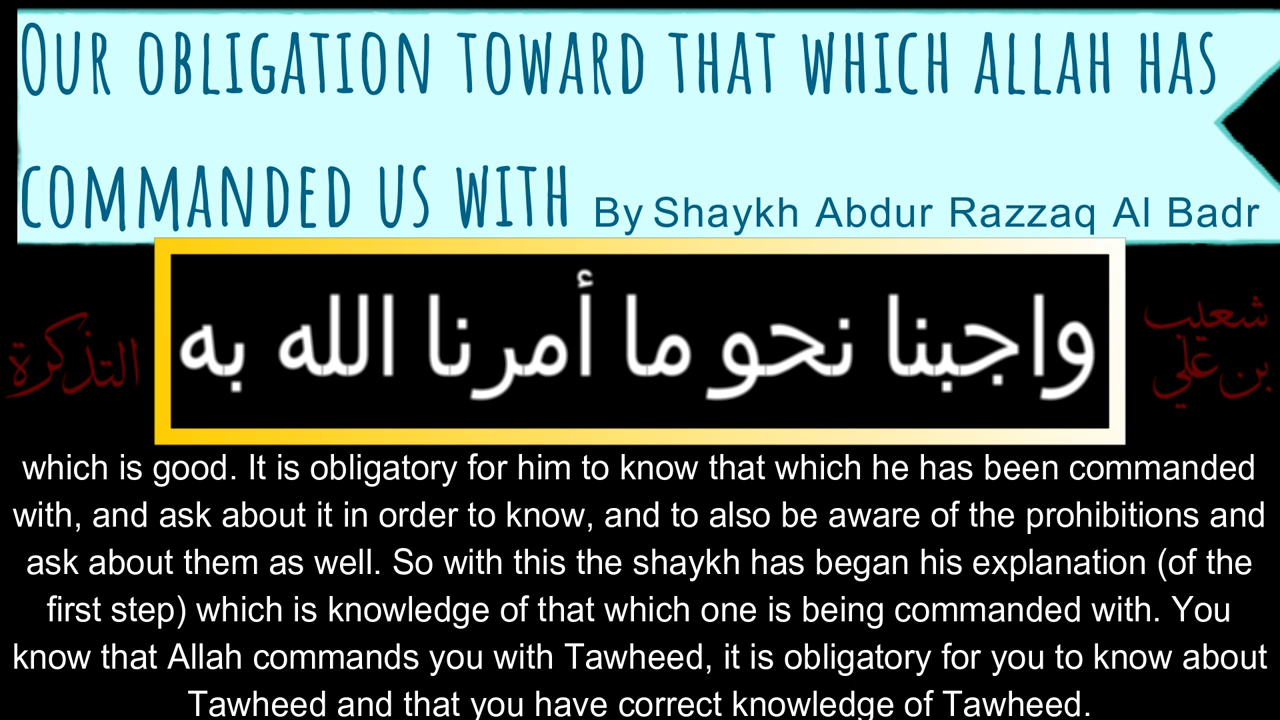 Our obligation toward that which Allah has
commanded us with By Shaykh Abdur Razzaq Al Badr
واجبنا نحو ما أمرنا الله به
شعيب
بن علي
التذكرة
which is good. It is obligatory for him to know that which he has been commanded
with, and ask about it in order to know, and to also be aware of the prohibitions and
ask about them as well. So with this the shaykh has began his explanation (of the
first step) which is knowledge of that which one is being commanded with. You
know that Allah commands you with Tawheed, it is obligatory for you to know about
Tawheed and that you have correct knowledge of Tawheed.